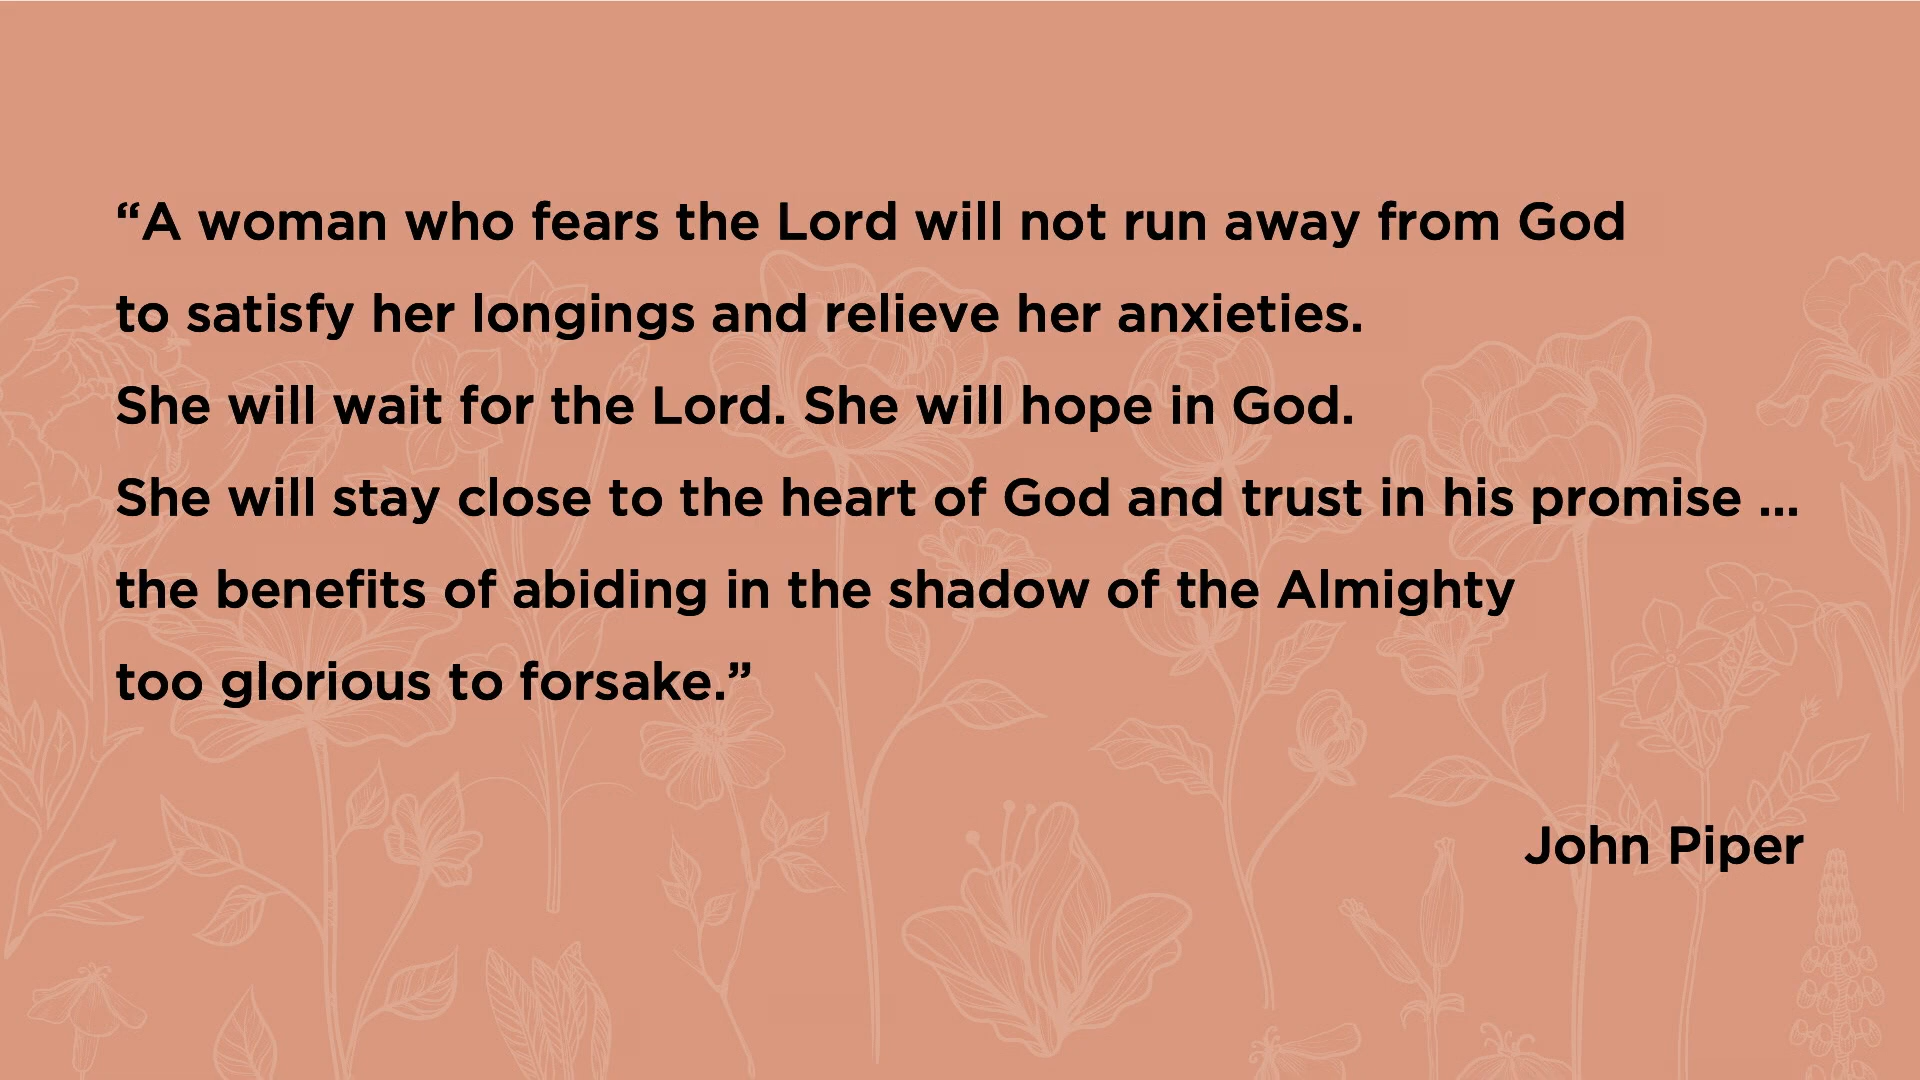 “A woman who fears the Lord will not run away from God
to satisfy her longings and relieve her anxieties.
She will wait for the Lord. She will hope in God.
She will stay close to the heart of God and trust in his promise ...
the benefits of abiding in the shadow of the Almighty
too glorious to forsake.”
John Piper